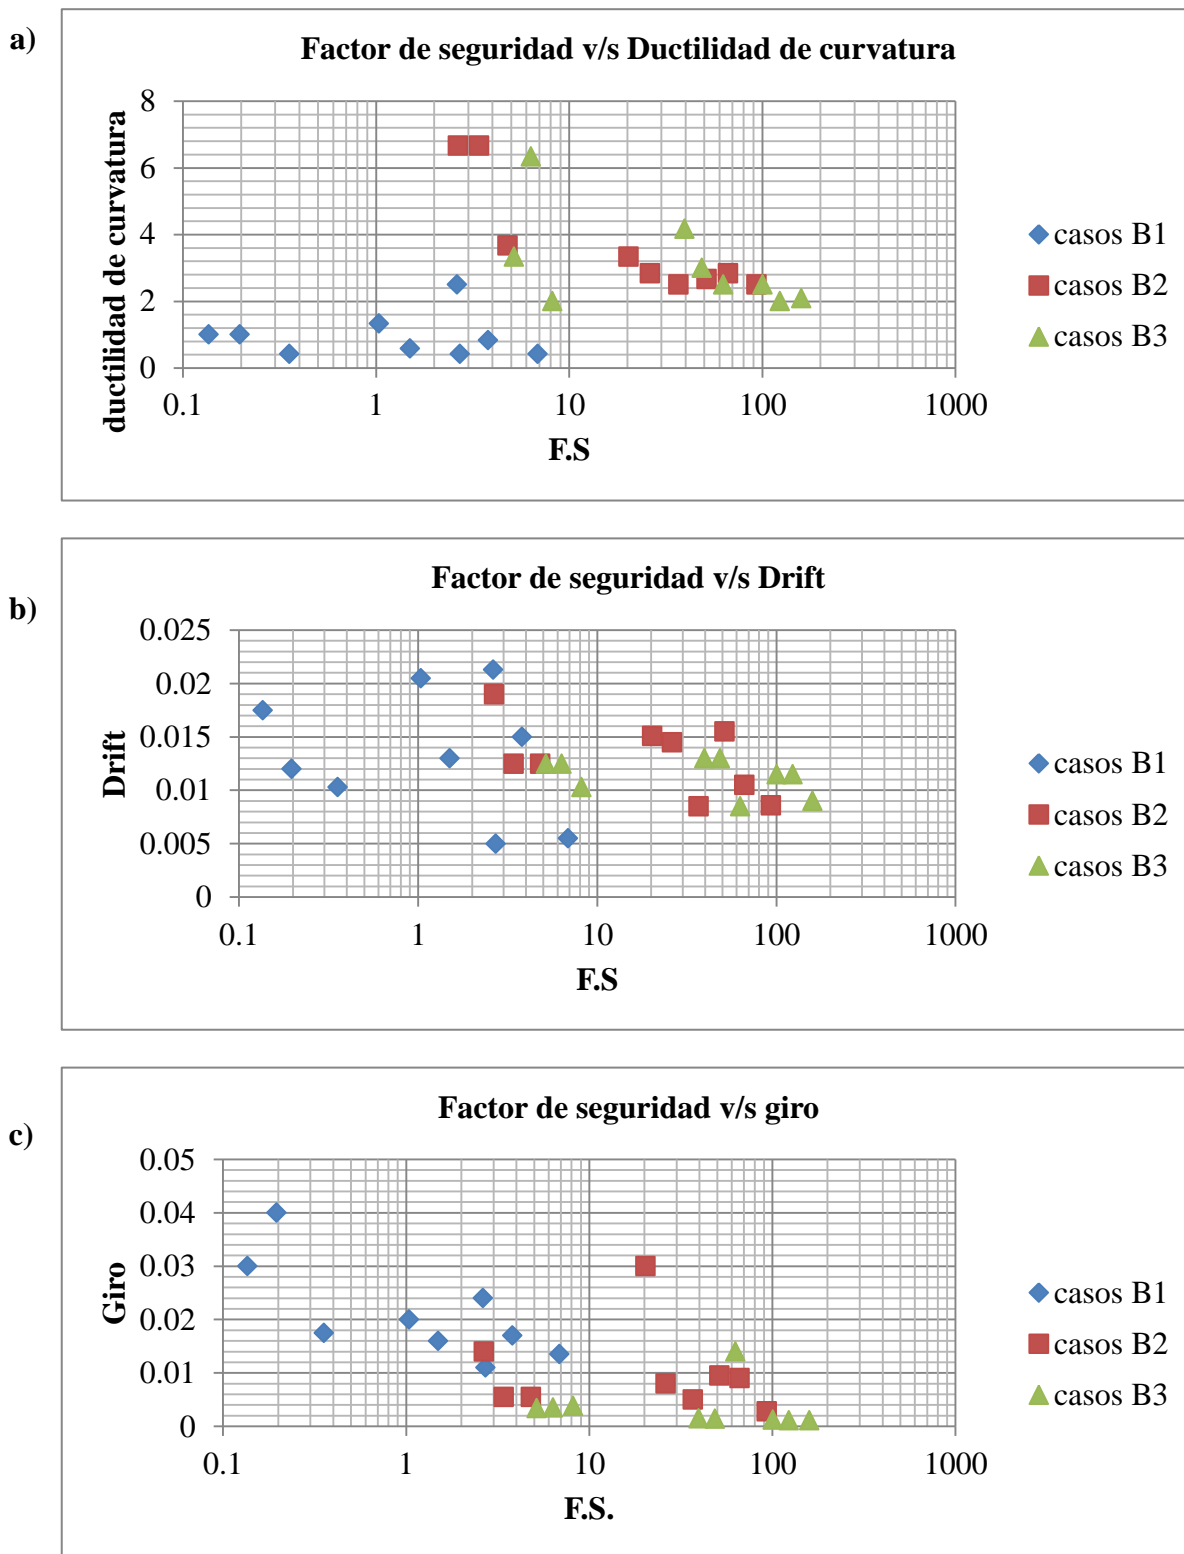 a)
Factor de seguridad v/s Ductilidad de curvatura
ductilidad de curvatura
8
6
4
2
0
0.1 1 10 100 1000
F.S
casos B1
casos B2
casos B3
b)
Factor de seguridad v/s Drift
Drift
0.025
0.02
0.015
0.01
0.005
0
0.1 1 10 100 1000
F.S
casos B1
casos B2
casos B3
c)
Factor de seguridad v/s giro
Giro
0.05
0.04
0.03
0.02
0.01
0
0.1 1 10 100 1000
F.S.
casos B1
casos B2
casos B3